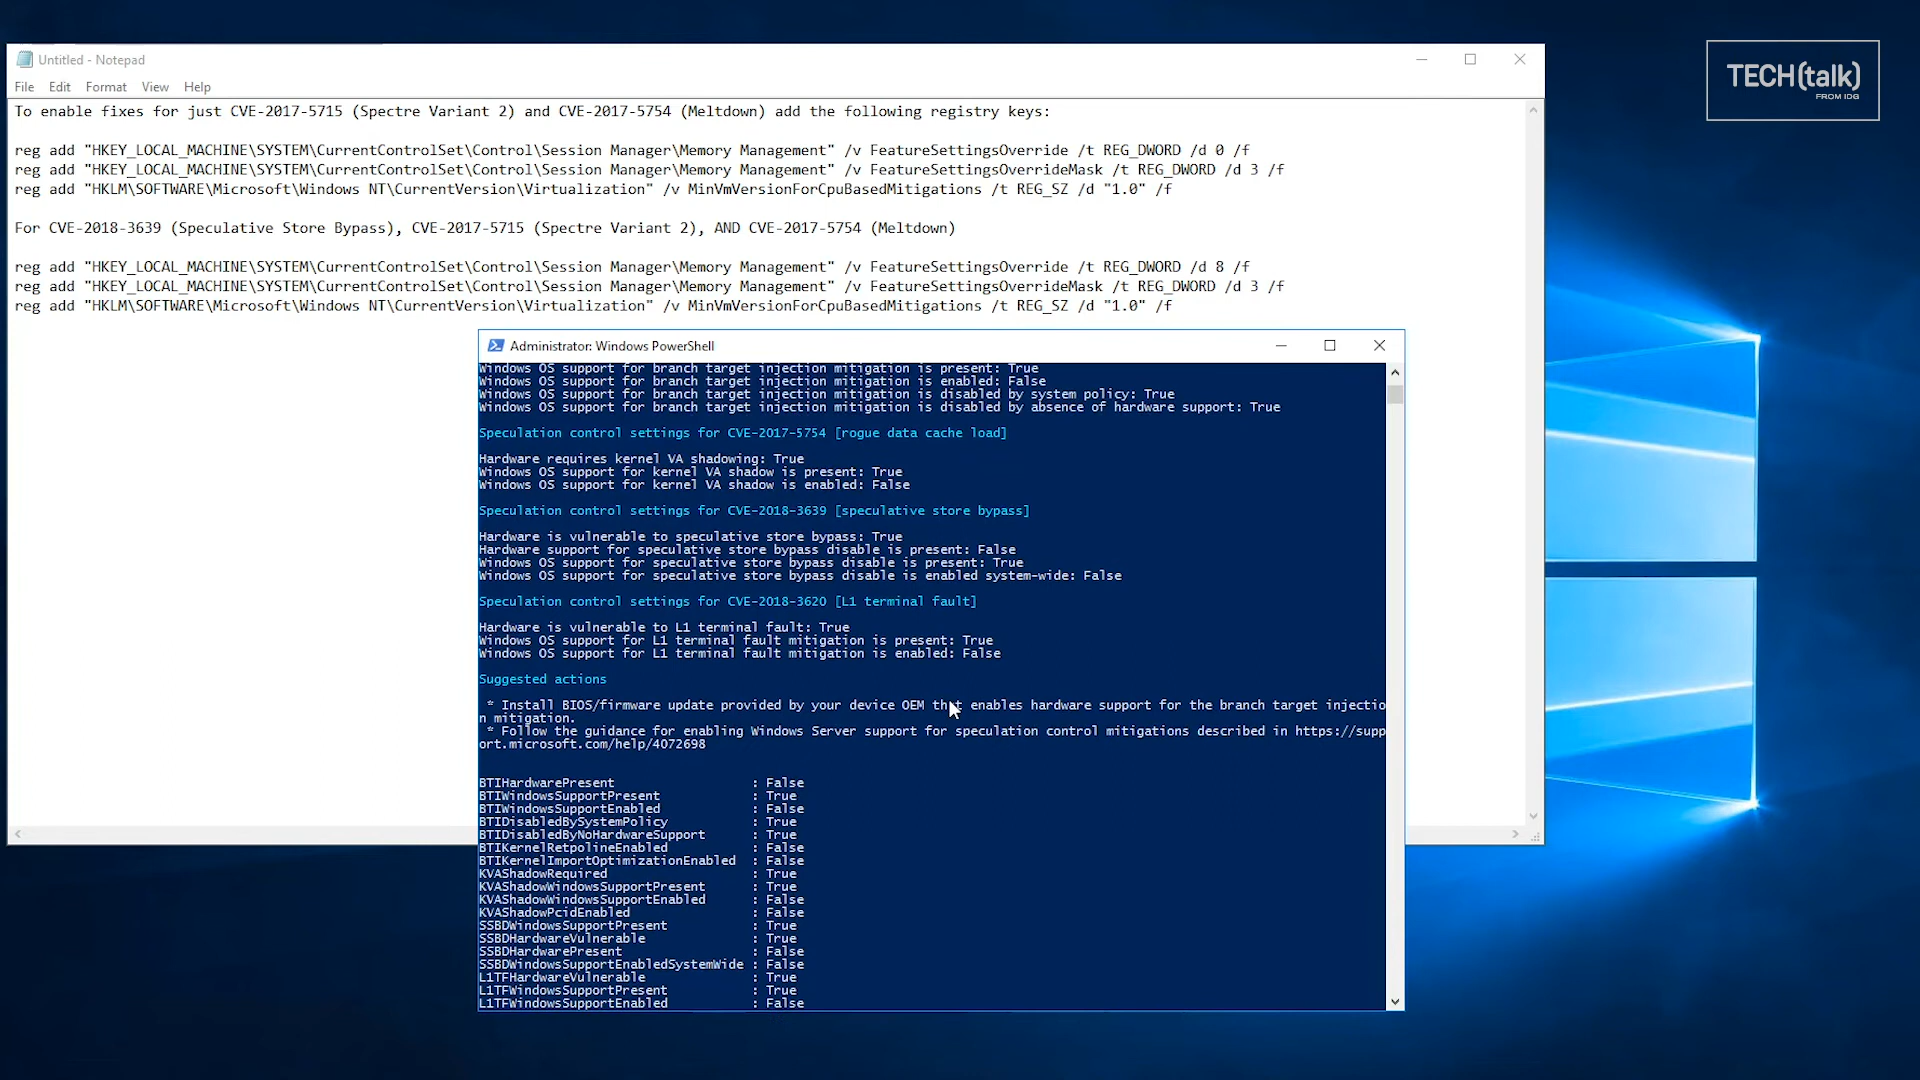 Untitled - Notepad
TECH(talk)
FROM IDG
File Edit Format View Help
To enable fixes for just CVE-2017-5715 (Spectre Variant 2) and CVE-2017-5754 (Meltdown) add the following registry keys:
reg add "HKEY_LOCAL_MACHINE\SYSTEM\CurrentControlSet\Control\Session Manager\Memory Management" /v FeatureSettingsOverride /t REG_DWORD /d 0 /f
reg add "HKEY_LOCAL_MACHINE\SYSTEM\CurrentControlSet\Control\Session Manager\Memory Management" /v FeatureSettingsOverrideMask /t REG_DWORD /d 3 /f
reg add "HKLM\SOFTWARE\Microsoft\Windows NT\CurrentVersion\Virtualization" /v MinVmVersionForCpuBasedMitigations /t REG_SZ /d "1.0" /f
For CVE-2018-3639 (Speculative Store Bypass), CVE-2017-5715 (Spectre Variant 2), AND CVE-2017-5754 (Meltdown)
reg add "HKEY_LOCAL_MACHINE\SYSTEM\CurrentControlSet\Control\Session Manager\Memory Management" /v FeatureSettingsOverride /t REG_DWORD /d 8 /f
reg add "HKEY_LOCAL_MACHINE\SYSTEM\CurrentControlSet\Control\Session Manager\Memory Management" /v FeatureSettingsOverrideMask /t REG_DWORD /d 3 /f
reg add "HKLM\SOFTWARE\Microsoft\Windows NT\CurrentVersion\Virtualization" /v MinVmVersionForCpuBasedMitigations /t REG_SZ /d "1.0" /f
Administrator: Windows PowerShell
Windows OS support for branch target injection mitigation is present: True
Windows OS support for branch target injection mitigation is enabled: False
Windows OS support for branch target injection mitigation is disabled by system policy: True
Windows OS support for branch target injection mitigation is disabled by absence of hardware support: True
Speculation control settings for CVE-2017-5754 [rogue data cache load]
Hardware requires kernel VA shadowing: True
Windows OS support for kernel VA shadow is present: True
Windows OS support for kernel VA shadow is enabled: False
Speculation control settings for CVE-2018-3639 [speculative store bypass]
Hardware is vulnerable to speculative store bypass: True
Hardware support for speculative store bypass disable is present: False
Windows OS support for speculative store bypass disable is present: True
Windows OS support for speculative store bypass disable is enabled system-wide: False
Speculation control settings for CVE-2018-3620 [L1 terminal fault]
Hardware is vulnerable to L1 terminal fault: True
Windows OS support for L1 terminal fault mitigation is present: True
Windows OS support for L1 terminal fault mitigation is enabled: False
Suggested actions
* Install BIOS/firmware update provided by your device OEM that enables hardware support for the branch target injectio
n mitigation.
* Follow the guidance for enabling Windows Server support for speculation control mitigations described in https://supp
ort.microsoft.com/help/4072698
BTIHardwarePresent : False
BTIWindowsSupportPresent : True
BTIWindowsSupportEnabled : False
BTIDisabledBySystemPolicy : True
BTIDisabledByNoHardwareSupport : True
BTIKernelRetpolineEnabled : False
BTIKernelImportOptimizationEnabled : False
KVAShadowRequired : True
KVAShadowWindowsSupportPresent : True
KVAShadowWindowsSupportEnabled : False
KVAShadowPcidEnabled : False
SSBDWindowsSupportPresent : True
SSBDHardwareVulnerable : True
SSBDHardwarePresent : False
SSBDWindowsSupportEnabledSystemWide : False
L1TFHardwareVulnerable : True
L1TFWindowsSupportPresent : True
L1TFWindowsSupportEnabled : False